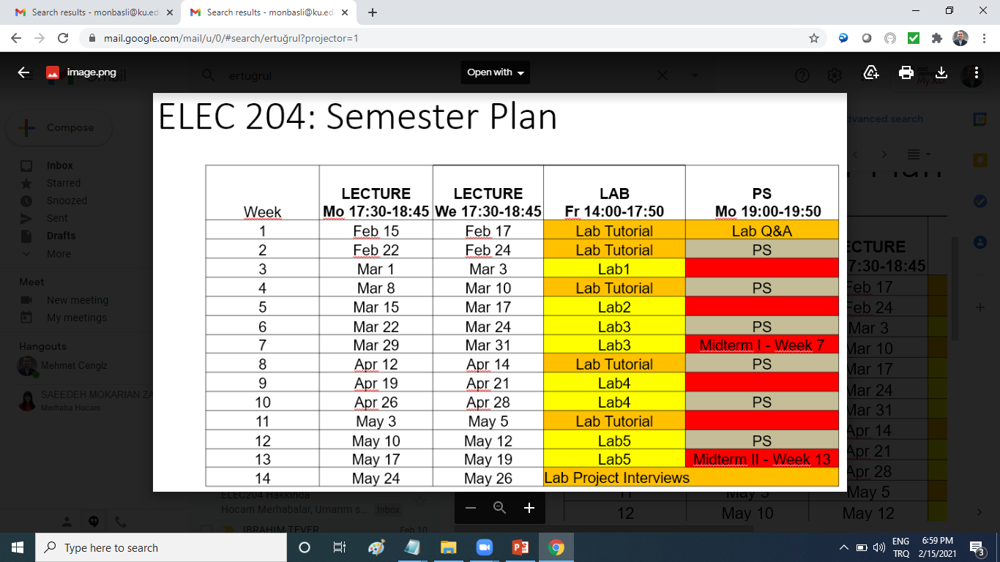 Search results - monbasli@ku.ed
Search results - monbasli@ku.ed
mail.google.com/mail/u/0/#search/ertuğrul?projector=1
image.png
ertuğrul
Open with
Compose
dvanced search
Inbox
Starred
Snoozed
Sent
Drafts
More
Meet
New meeting
My meetings
Hangouts
Mehmet Cengiz
SAEEDEH MOKARIAN ZA
Merhaba Hocam
ELEC 204: Semester Plan
Week LECTURE Mo 17:30-18:45 LECTURE We 17:30-18:45 LAB Fr 14:00-17:50 PS Mo 19:00-19:50
1 Feb 15 Feb 17 Lab Tutorial Lab Q&A
2 Feb 22 Feb 24 Lab Tutorial PS
3 Mar 1 Mar 3 Lab1
4 Mar 8 Mar 10 Lab Tutorial PS
5 Mar 15 Mar 17 Lab2
6 Mar 22 Mar 24 Lab3 PS
7 Mar 29 Mar 31 Lab3 Midterm I - Week 7
8 Apr 12 Apr 14 Lab Tutorial PS
9 Apr 19 Apr 21 Lab4
10 Apr 26 Apr 28 Lab4 PS
11 May 3 May 5 Lab Tutorial
12 May 10 May 12 Lab5 PS
13 May 17 May 19 Lab5 Midterm II - Week 13
14 May 24 May 26 Lab Project Interviews
ECTURE
7:30-18:45
Feb 17
Feb 24
Mar 3
Mar 10
Mar 17
Mar 24
Mar 31
Apr 14
Apr 21
Apr 28
May 5
12 May 10 May 12
ELEC204 Hakkında
Hocam Merhabalar, Umarım s... Inbox
IBRAHIM TEVER Feb 10
Type here to search
ENG 6:59 PM
TRQ 2/15/2021
3